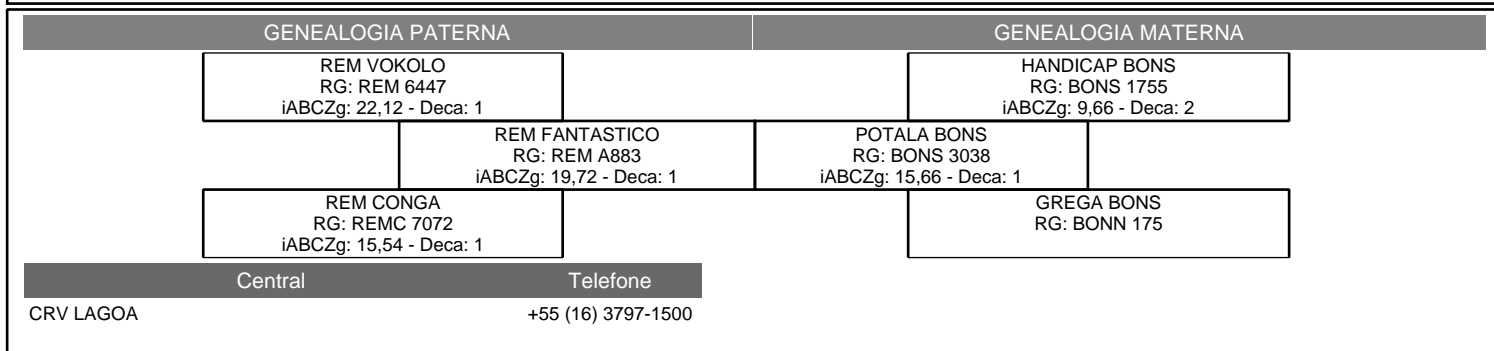 GENEALOGIA PATERNA
GENEALOGIA MATERNA
REM VOKOLO
RG: REM 6447
iABCZg: 22,12 - Deca: 1
HANDICAP BONS
RG: BONS 1755
iABCZg: 9,66 - Deca: 2
REM FANTASTICO
RG: REM A883
iABCZg: 19,72 - Deca: 1
POTALA BONS
RG: BONS 3038
iABCZg: 15,66 - Deca: 1
REM CONGA
RG: REMC 7072
iABCZg: 15,54 - Deca: 1
GREGA BONS
RG: BONN 175
Central Telefone
CRV LAGOA +55 (16) 3797-1500